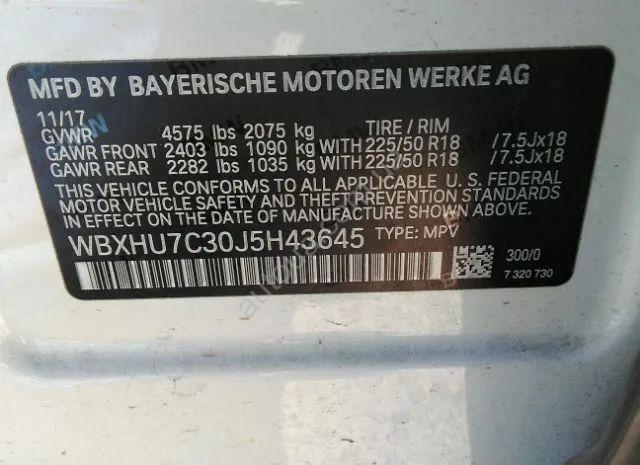 MFD BY BAYERISCHE MOTOREN WERKE AG
11/17
GVWR 4575 lbs 2075 kg TIRE / RIM
GAWR FRONT 2403 lbs 1090 kg WITH 225/50 R18 /7.5Jx18
GAWR REAR 2282 lbs 1035 kg WITH 225/50 R18 /7.5Jx18
THIS VEHICLE CONFORMS TO ALL APPLICABLE U. S. FEDERAL
MOTOR VEHICLE SAFETY AND THEFT PREVENTION STANDARDS
IN EFFECT ON THE DATE OF MANUFACTURE SHOWN ABOVE.
WBXHU7C30J5H43645 TYPE: MPV
300/0
7 320 730